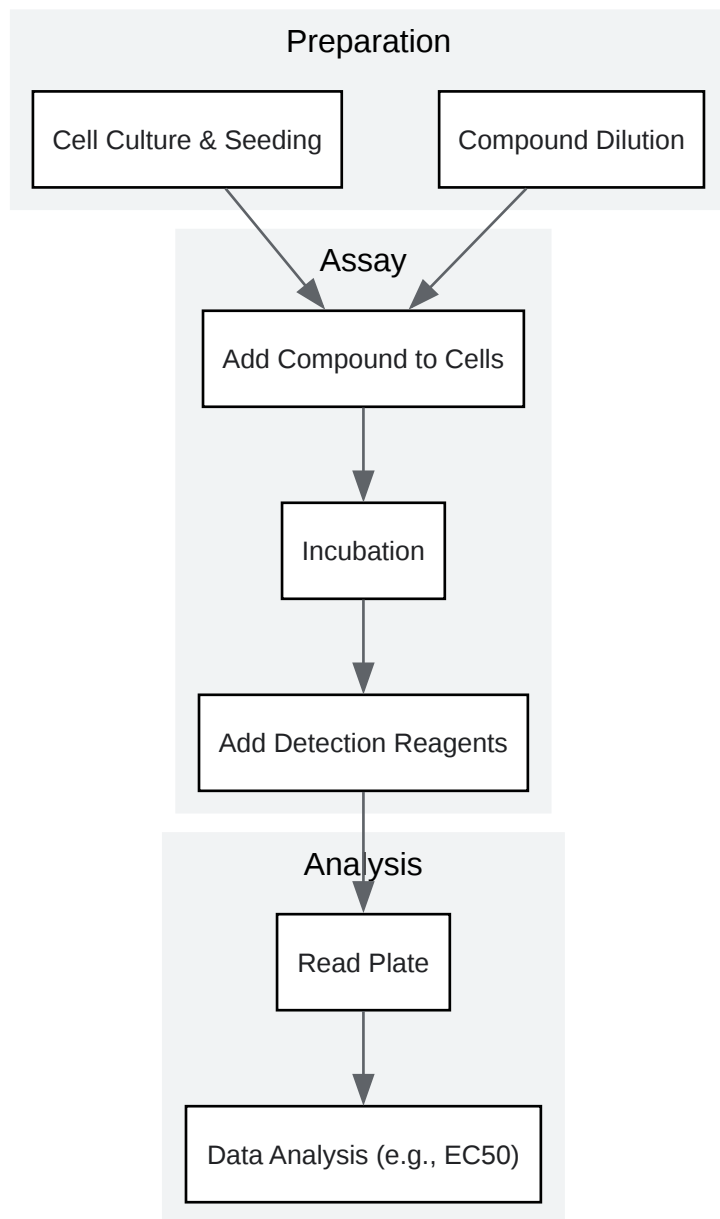 Preparation
Cell Culture & Seeding
Compound Dilution
Assay
Add Compound to Cells
Incubation
Add Detection Reagents
Analysis
Read Plate
Data Analysis (e.g., EC50)